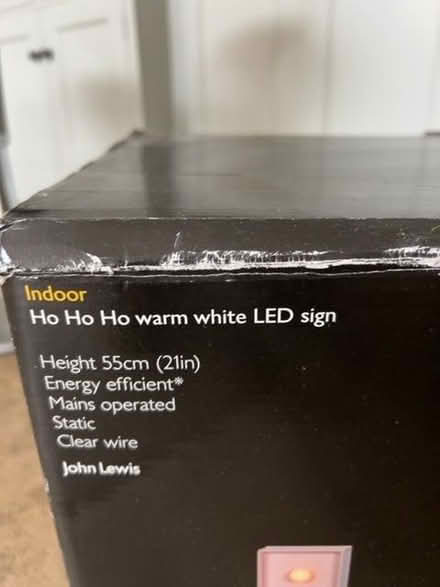 Indoor
Ho Ho Ho warm white LED sign
Height 55cm (21in)
Energy efficient*
Mains operated
Static
Clear wire
John Lewis